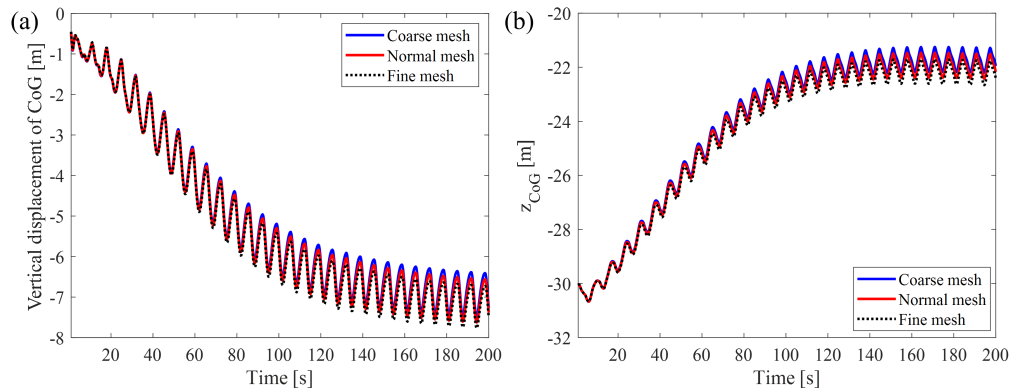 (a)
Vertical displacement of CoG [m]
0
-1
-2
-3
-4
-5
-6
-7
-8
20 40 60 80 100 120 140 160 180 200
Time [s]
Coarse mesh
Normal mesh
Fine mesh
(b)
z_CoG [m]
-20
-22
-24
-26
-28
-30
-32
20 40 60 80 100 120 140 160 180 200
Time [s]
Coarse mesh
Normal mesh
Fine mesh